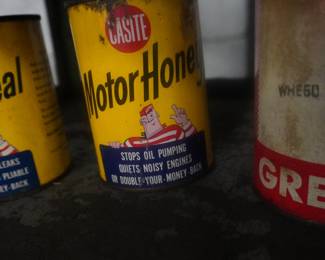 eal
LEAKS
PLIABLE
EY-BACK
CASITE
Motor Honey
STOPS OIL PUMPING
QUIETS NOISY ENGINES
OR DOUBLE-YOUR-MONEY-BACK
WHEGO
GRE